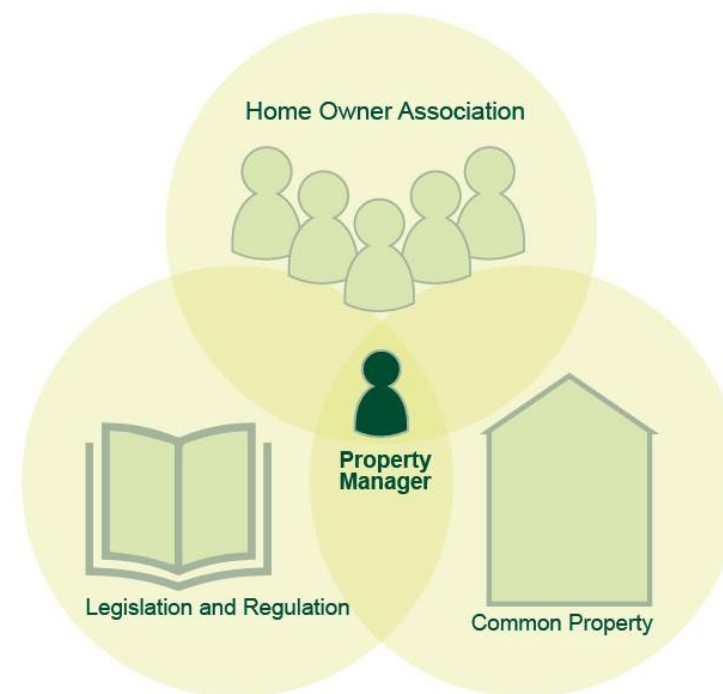 Home Owner Association
Property
Manager
Legislation and Regulation
Common Property